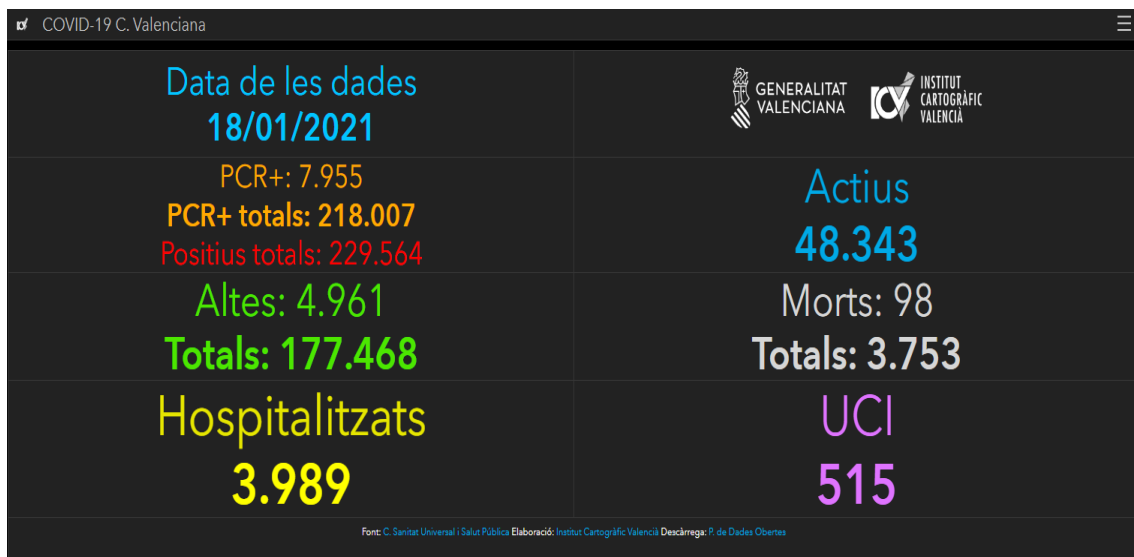 COVID-19 C. Valenciana
Data de les dades
18/01/2021
GENERALITAT
VALENCIANA
INSTITUT
CARTOGRÀFIC
VALENCIÀ
PCR+: 7.955
PCR+ totals: 218.007
Positius totals: 229.564
Actius
48.343
Altes: 4.961
Totals: 177.468
Morts: 98
Totals: 3.753
Hospitalitzats
3.989
UCI
515
Font: C. Sanitat Universal i Salut Pública Elaboració: Institut Cartogràfic Valencià Descàrrega: P. de Dades Obertes